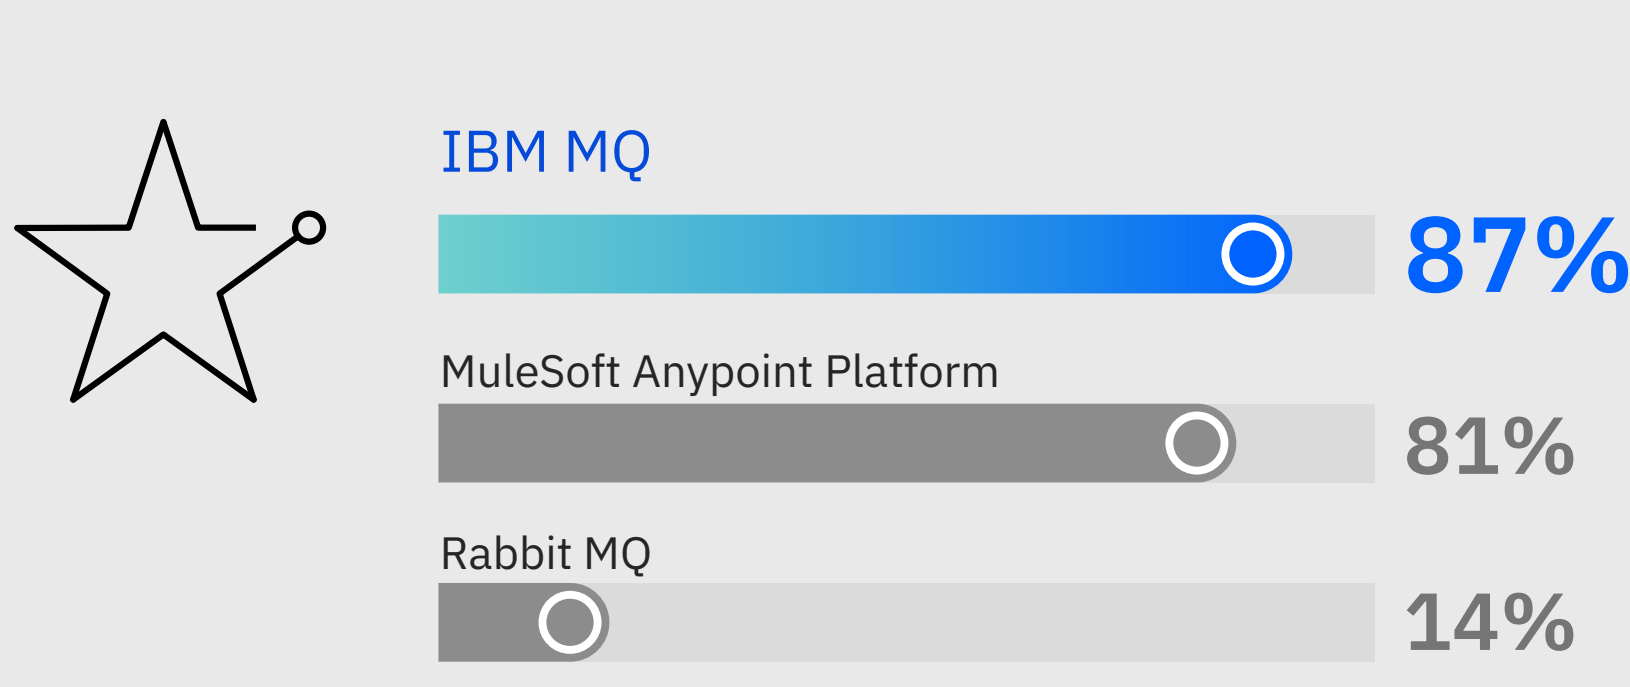 IBM MQ
87%
MuleSoft Anypoint Platform
81%
Rabbit MQ
14%